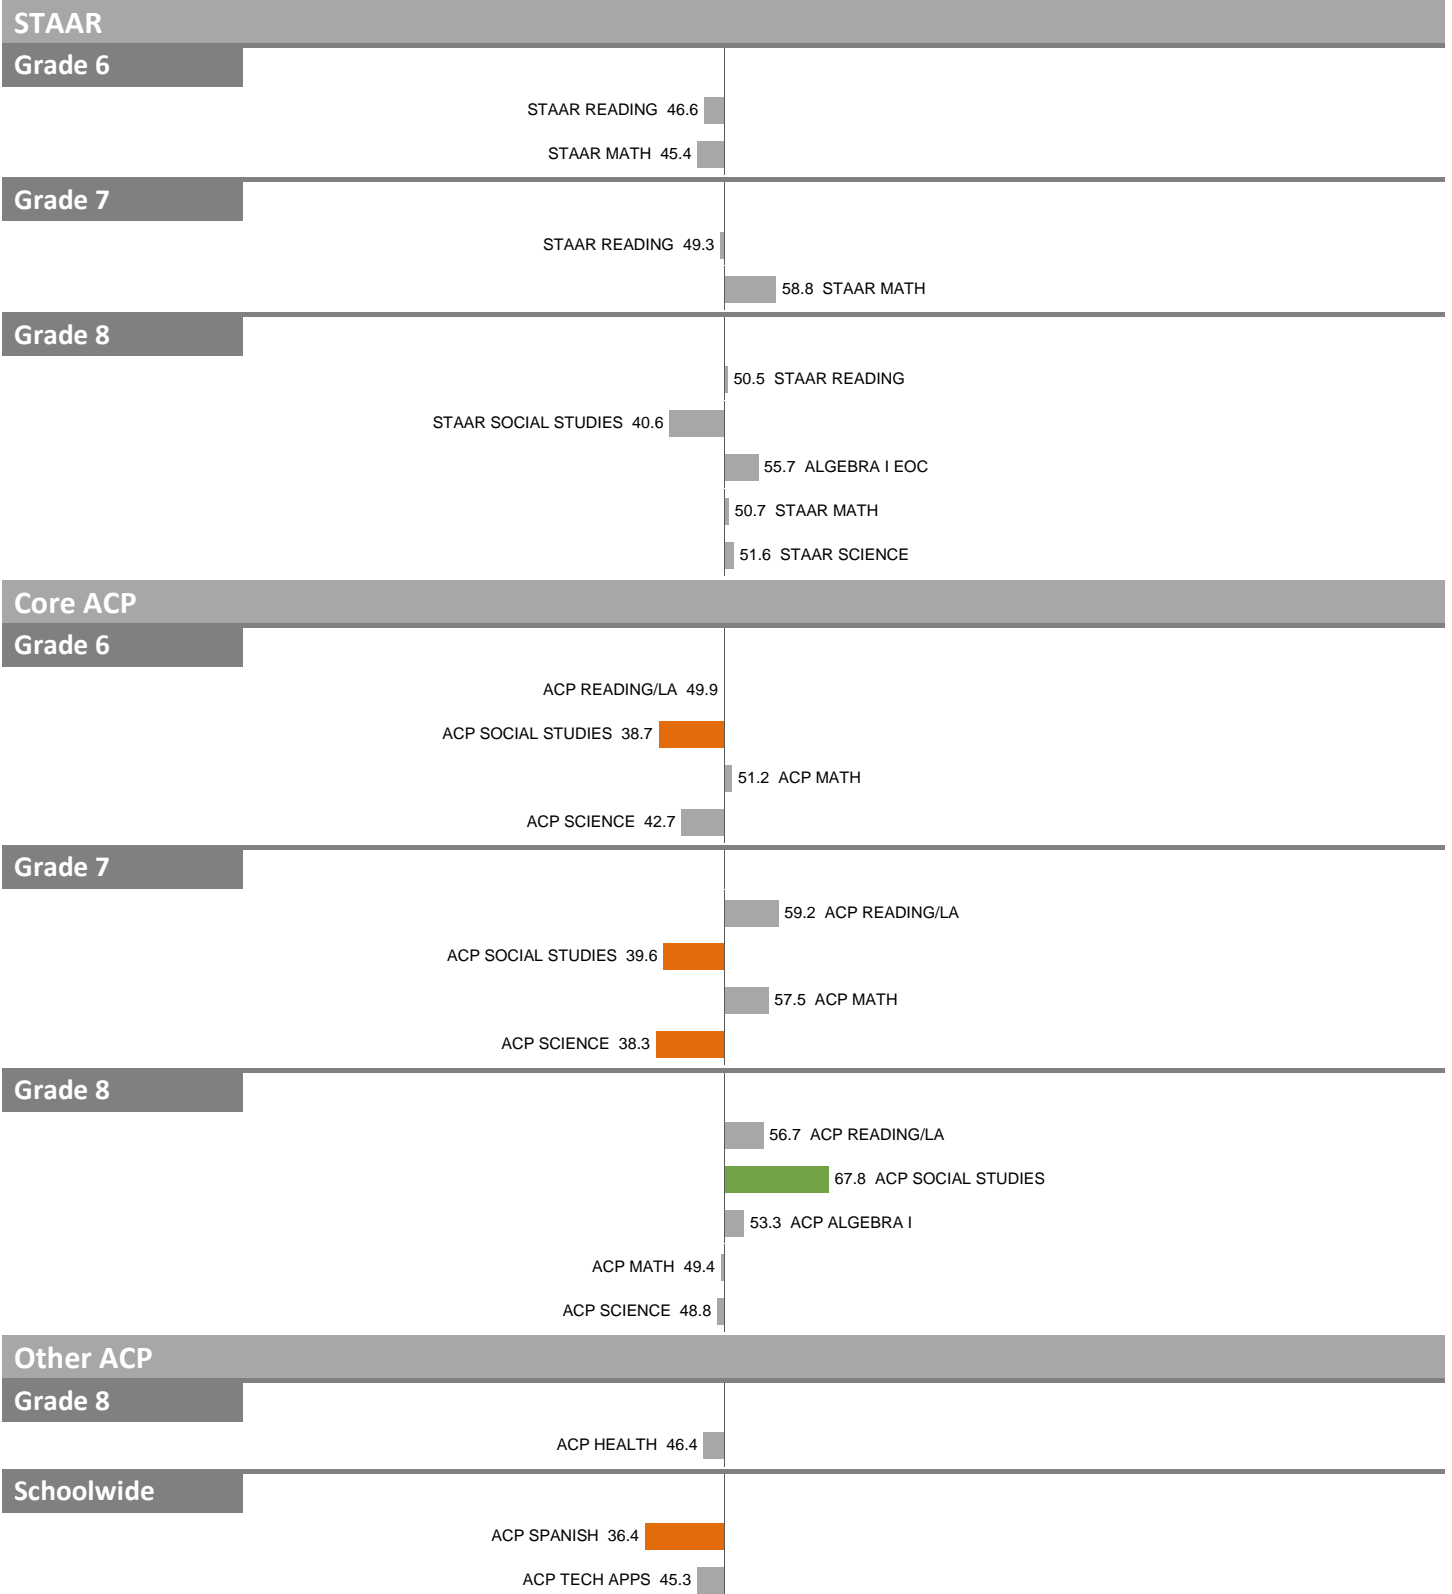 STAAR
Grade 6
STAAR READING 46.6
STAAR MATH 45.4
Grade 7
STAAR READING 49.3
58.8 STAAR MATH
Grade 8
50.5 STAAR READING
STAAR SOCIAL STUDIES 40.6
55.7 ALGEBRA I EOC
50.7 STAAR MATH
51.6 STAAR SCIENCE
Core ACP
Grade 6
ACP READING/LA 49.9
ACP SOCIAL STUDIES 38.7
51.2 ACP MATH
ACP SCIENCE 42.7
Grade 7
59.2 ACP READING/LA
ACP SOCIAL STUDIES 39.6
57.5 ACP MATH
ACP SCIENCE 38.3
Grade 8
56.7 ACP READING/LA
67.8 ACP SOCIAL STUDIES
53.3 ACP ALGEBRA I
ACP MATH 49.4
ACP SCIENCE 48.8
Other ACP
Grade 8
ACP HEALTH 46.4
Schoolwide
ACP SPANISH 36.4
ACP TECH APPS 45.3